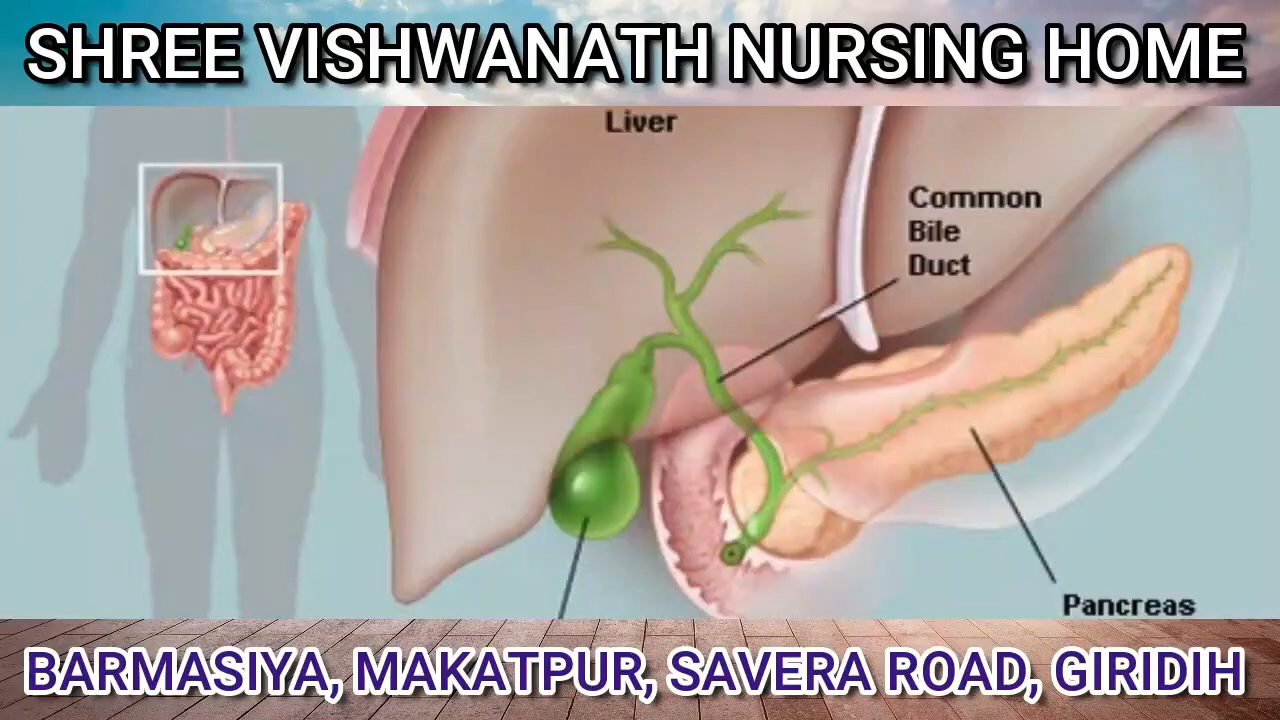 SHREE VISHWANATH NURSING HOME
Liver
Common
Bile
Duct
Pancreas
BARMASIYA, MAKATPUR, SAVERA ROAD, GIRIDIH